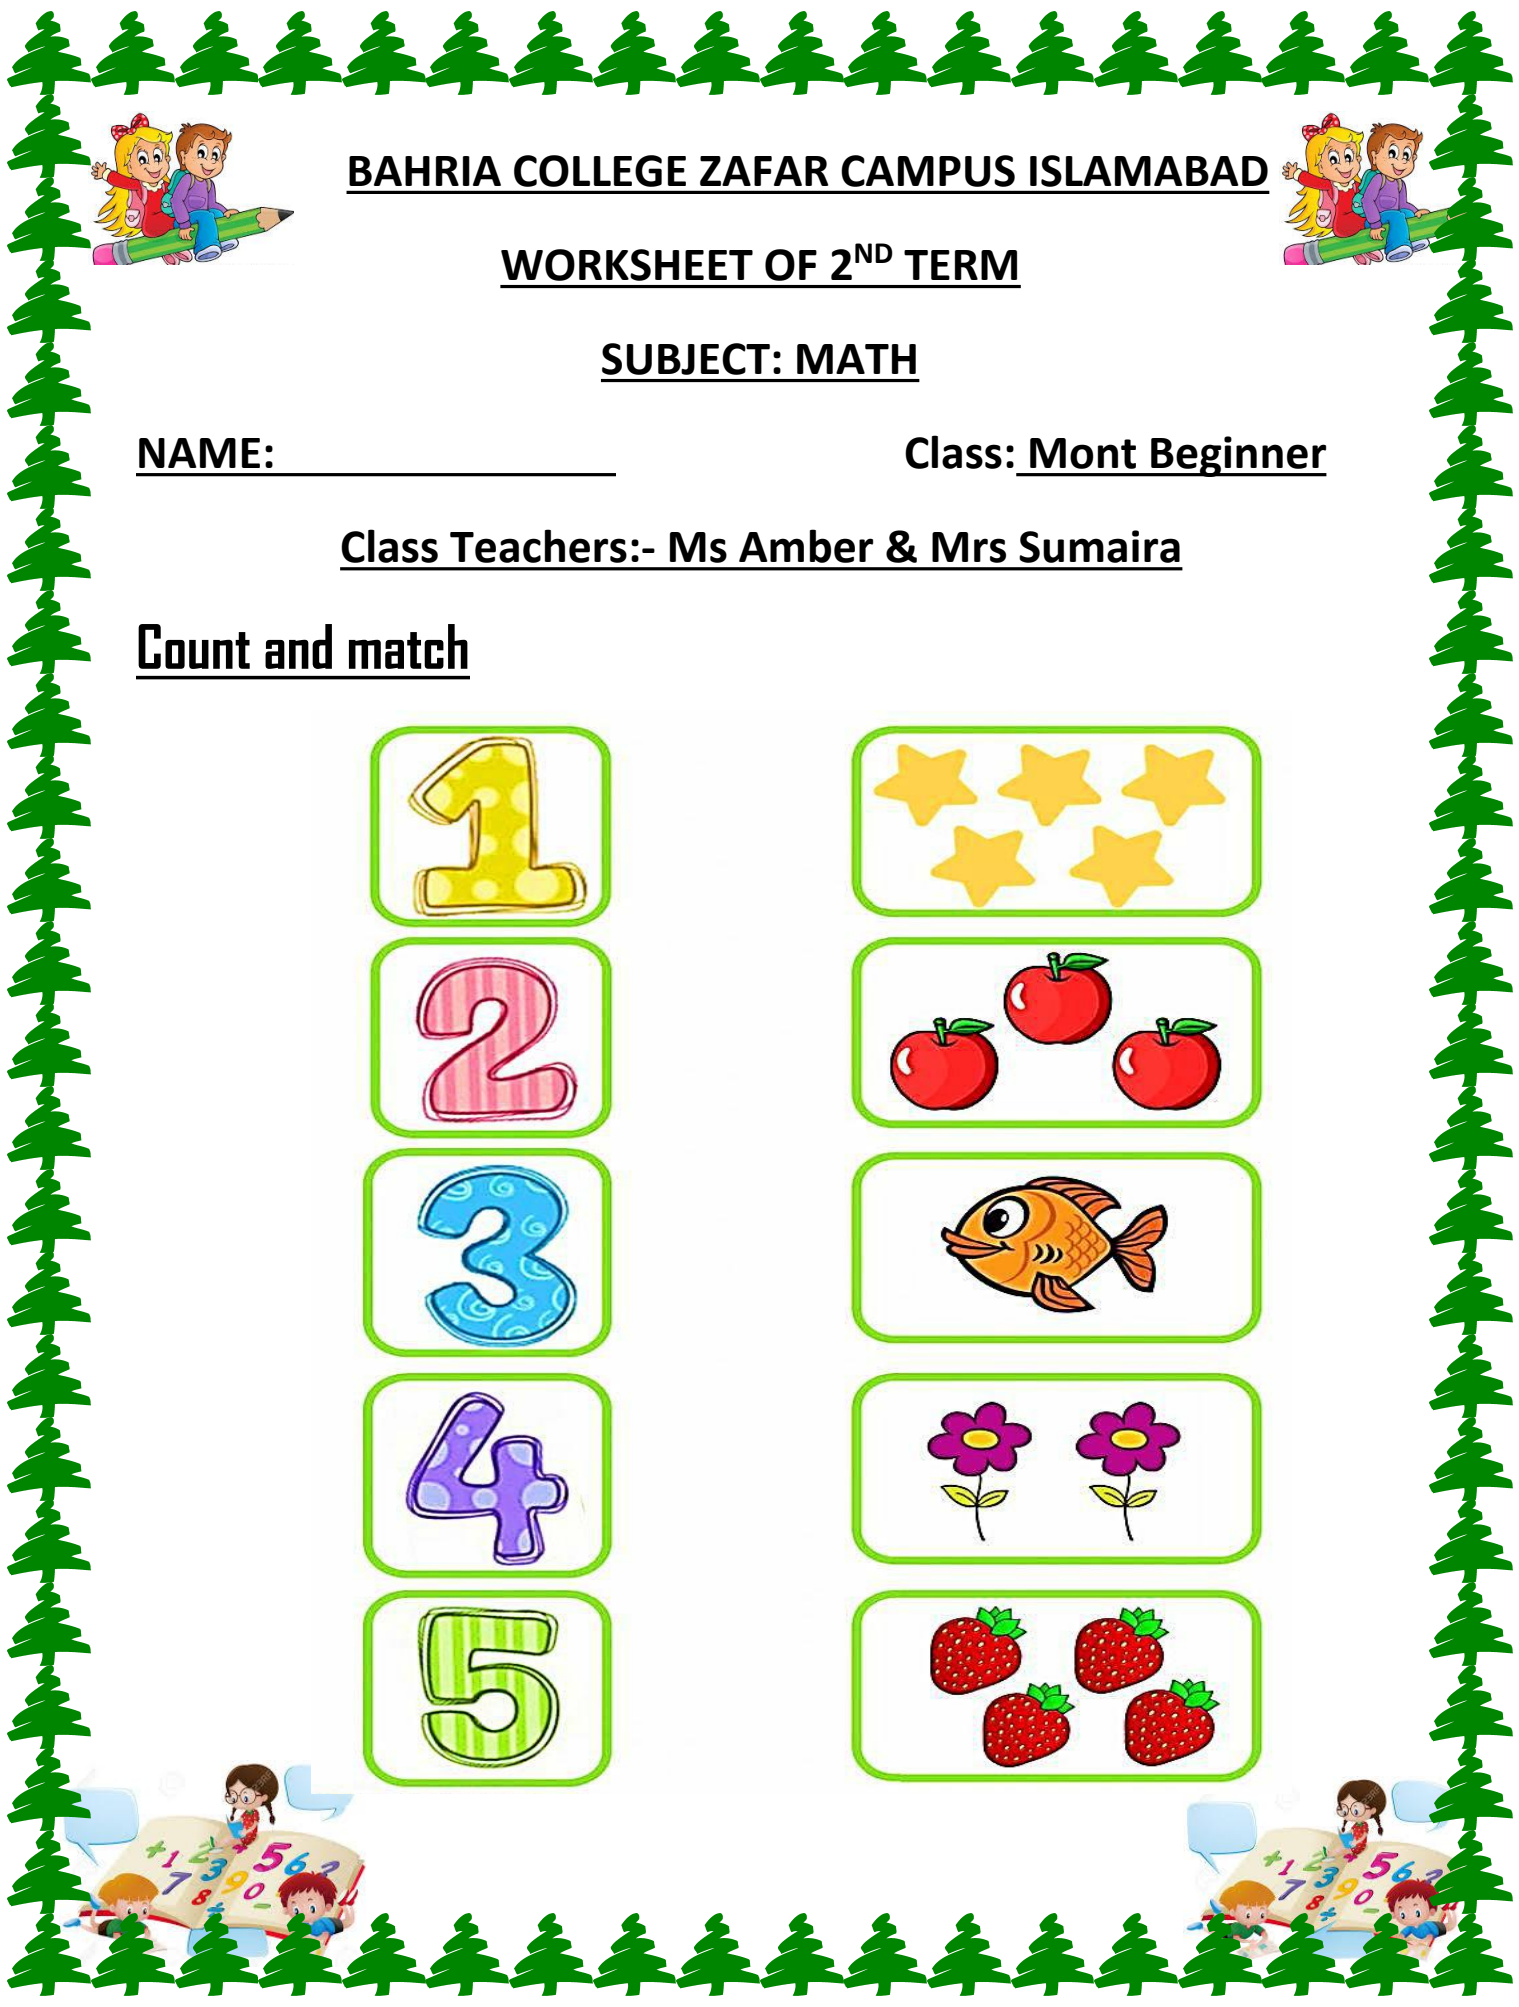 BAHRIA COLLEGE ZAFAR CAMPUS ISLAMABAD
WORKSHEET OF 2ND TERM
SUBJECT: MATH
NAME: Class: Mont Beginner
Class Teachers:- Ms Amber & Mrs Sumaira
Count and match
1
2
3
4
5